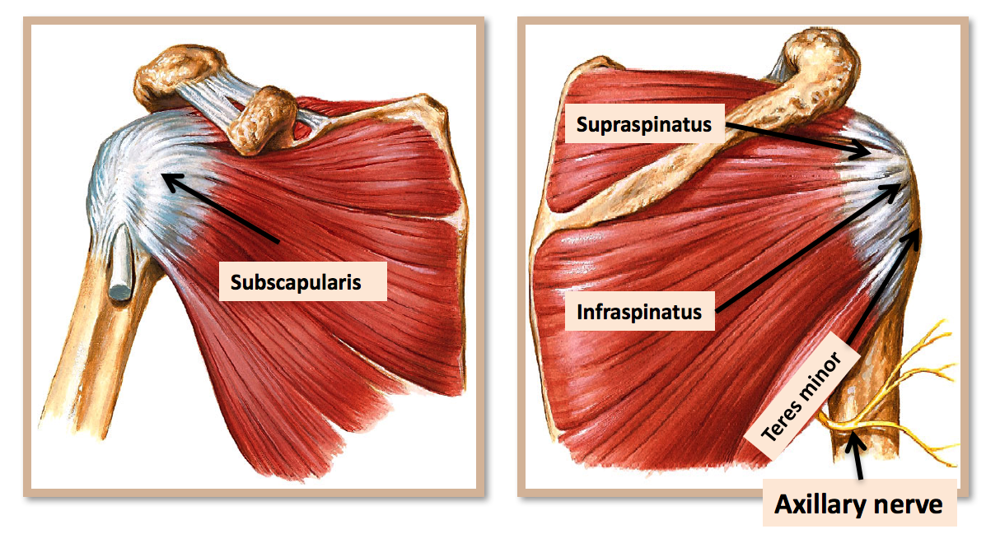 Subscapularis
Supraspinatus
Infraspinatus
Teres minor
Axillary nerve